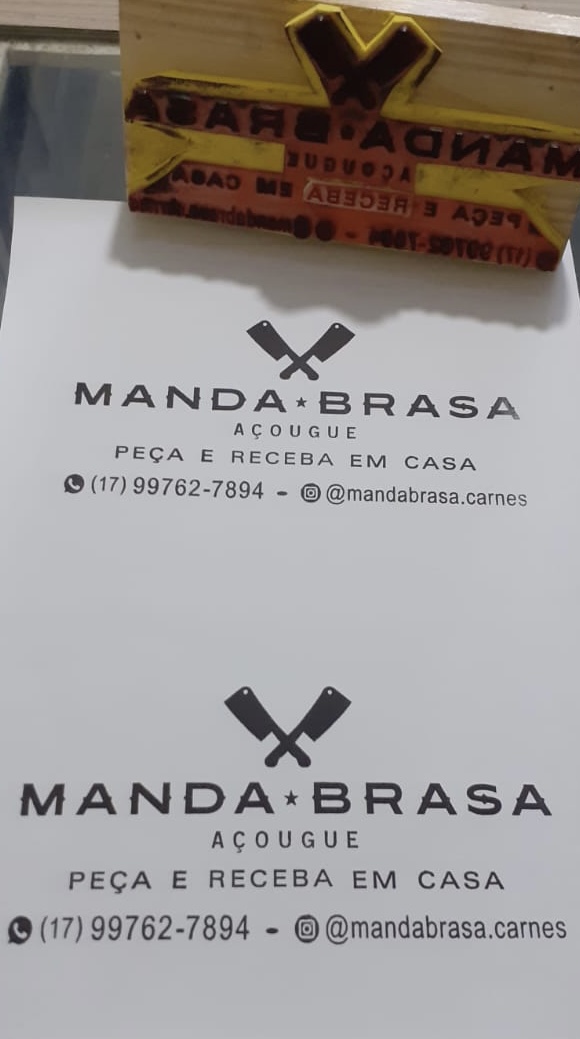 MANDA★BRASA
AÇOUGUE
PEÇA E RECEBA EM CASA
(17) 99762-7894 - @mandabrasa.carnes
MANDA★BRASA
AÇOUGUE
PEÇA E RECEBA EM CASA
(17) 99762-7894 - @mandabrasa.carnes